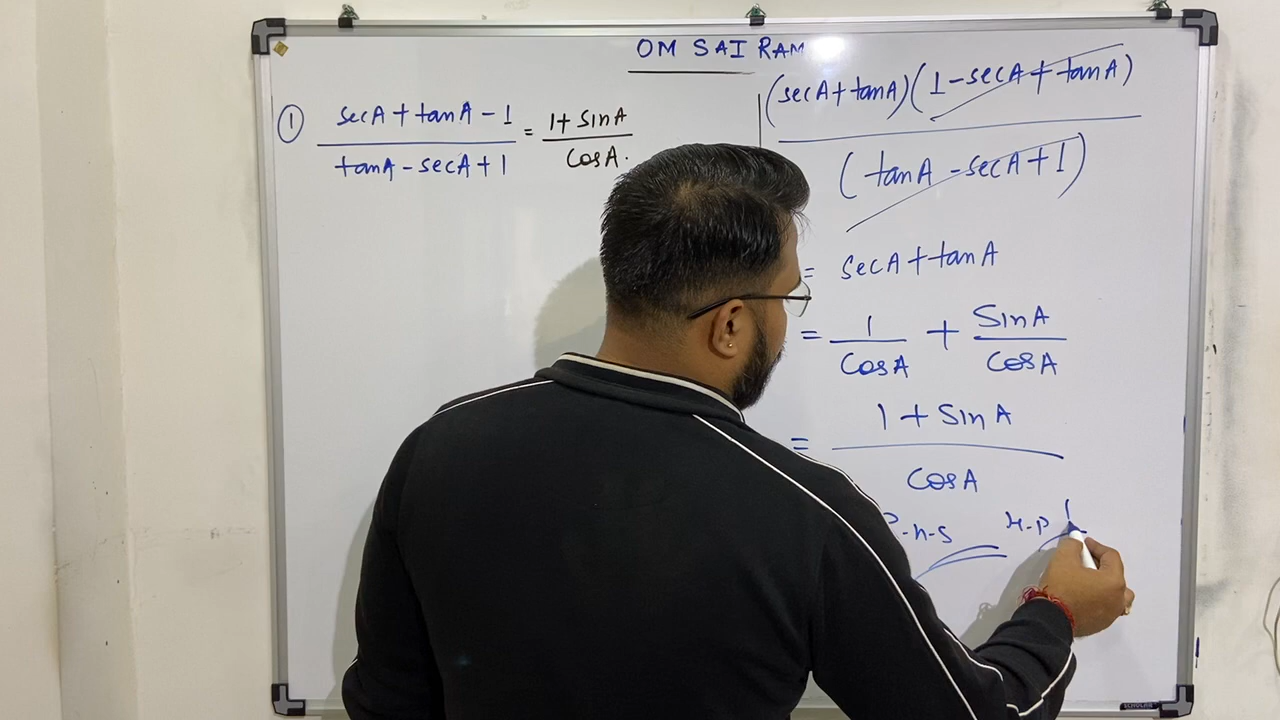 OM SAI RAM
① secA + tanA - 1 = 1 + sinA
tanA - secA + 1 cosA.
(secA + tanA)(1 - secA + tanA)
(tanA - secA + 1)
= secA + tanA
= 1 + sinA
cosA cosA
= 1 + sinA
cosA
-h-s H-P